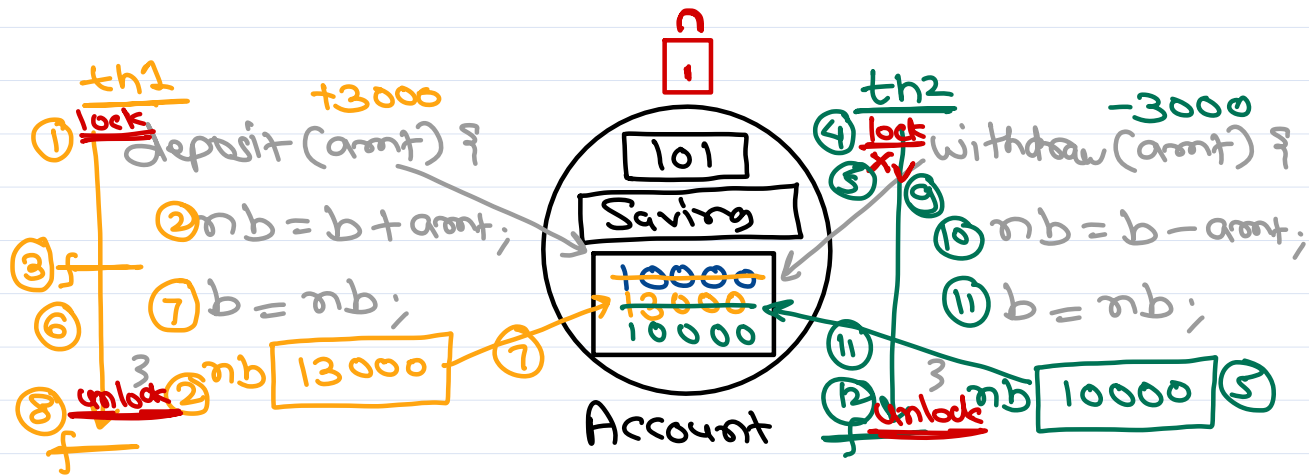 1
th1
+3000
① lock
deposit(amt) {
② nb = b + amt;
③
⑥
⑦ b = nb;
}
② nb 13000
⑦
⑧ unlock
101
Saving
10000
13000
10000
Account
th2
-3000
④ lock
⑤ x
⑨
withdraw(amt) {
⑩ nb = b - amt;
⑪ b = nb;
⑪
}
nb 10000 ⑤
⑫ unlock